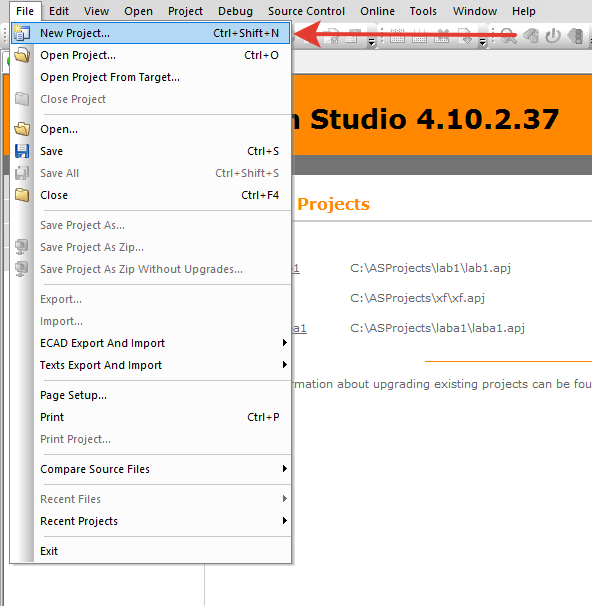 File Edit View Open Project Debug Source Control Online Tools Window Help
New Project... Ctrl+Shift+N
Open Project... Ctrl+O
Open Project From Target...
Close Project
Open...
Save Ctrl+S
Save All Ctrl+Shift+S
Close Ctrl+F4
Save Project As...
Save Project As Zip...
Save Project As Zip Without Upgrades...
Export...
Import...
ECAD Export And Import
Texts Export And Import
Page Setup...
Print Ctrl+P
Print Project...
Compare Source Files
Recent Files
Recent Projects
Exit
n Studio 4.10.2.37
Projects
1 C:\ASProjects\lab1\lab1.apj
C:\ASProjects\xf\xf.apj
a1 C:\ASProjects\laba1\laba1.apj
rmation about upgrading existing projects can be fou